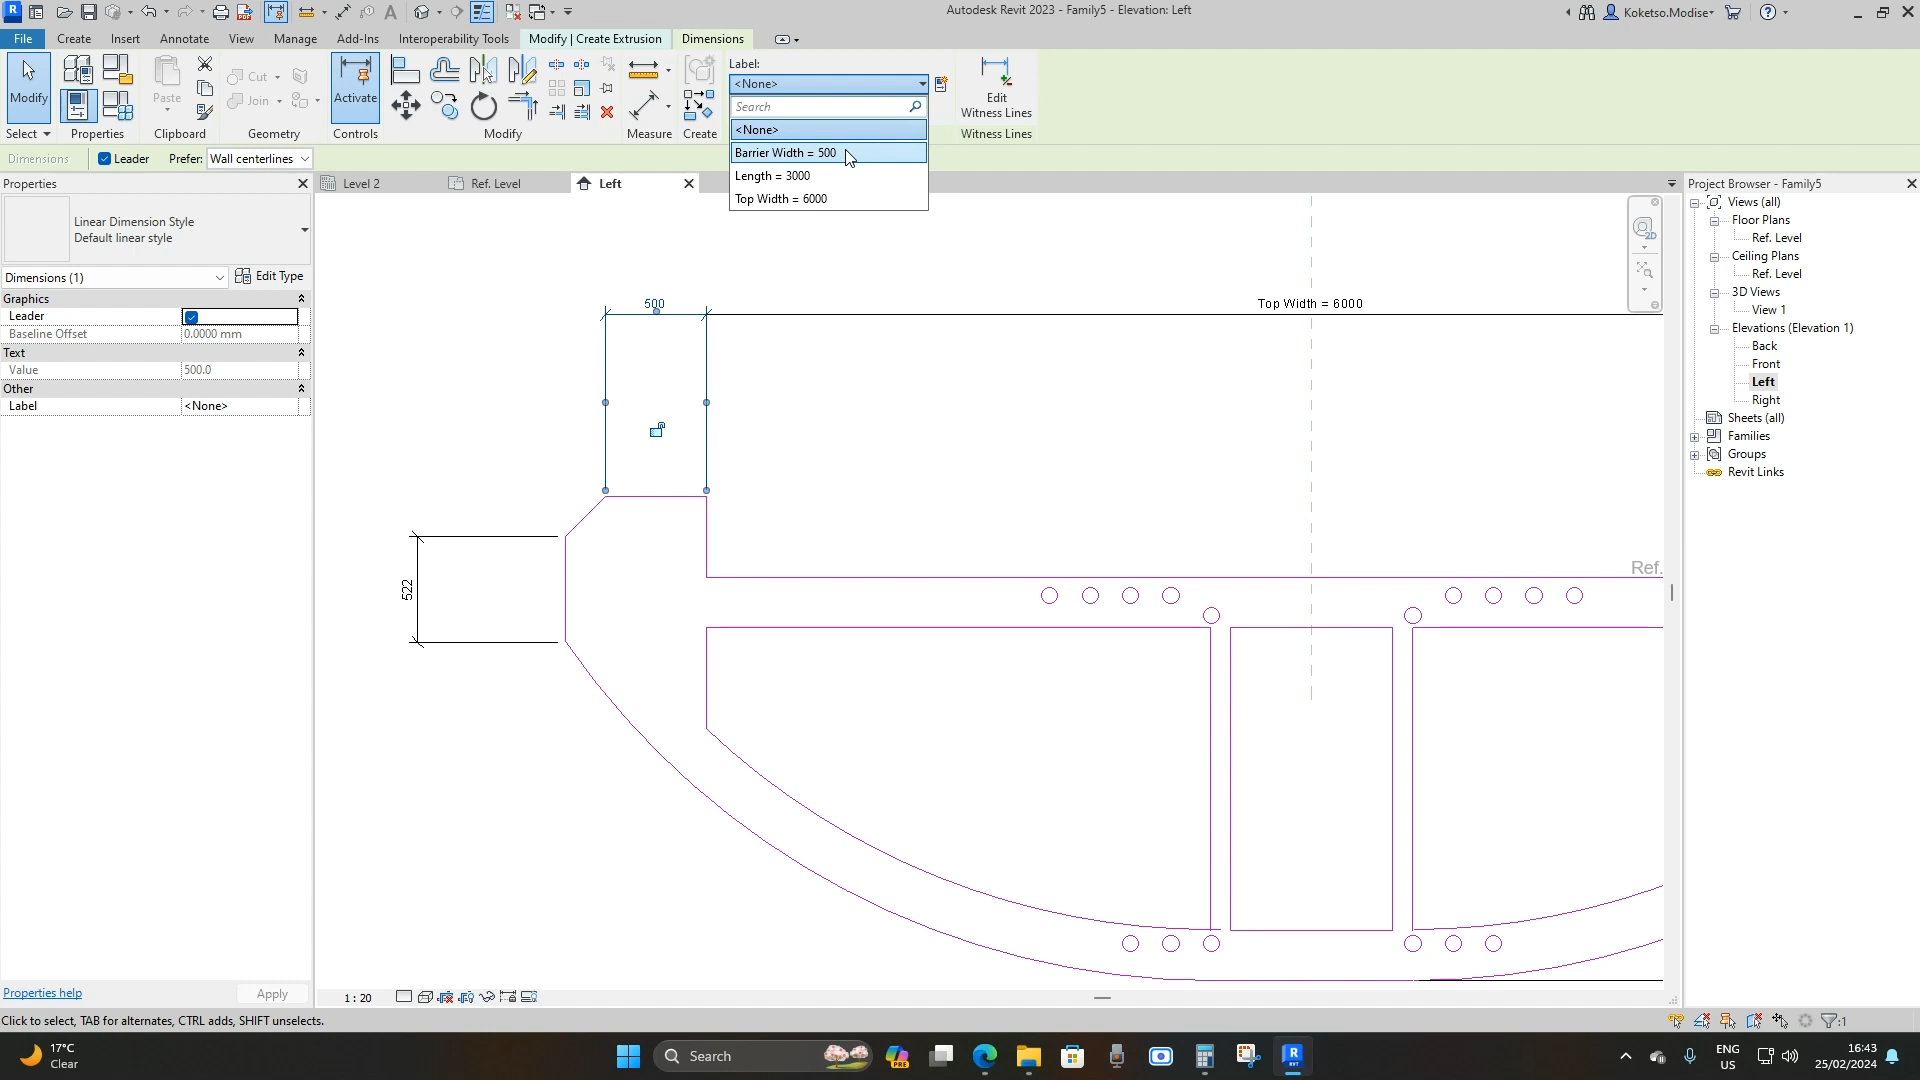 Autodesk Revit 2023 - Family5 - Elevation: Left
Koketso.Modise
File
Create
Insert
Annotate
View
Manage
Add-Ins
Interoperability Tools
Modify | Create Extrusion
Dimensions
Modify
Paste
Cut
Join
Activate
Label:
<None>
Search
<None>
Barrier Width = 500
Length = 3000
Top Width = 6000
Edit
Witness Lines
Select
Properties
Clipboard
Geometry
Controls
Modify
Measure
Create
Witness Lines
Dimensions
Leader
Prefer:
Wall centerlines
Properties
Level 2
Ref. Level
Left
Project Browser - Family5
Linear Dimension Style
Default linear style
Dimensions (1)
Edit Type
Graphics
Leader
Baseline Offset
0.0000 mm
Text
Value
500.0
Other
Label
<None>
Properties help
Apply
500
Top Width = 6000
522
Ref.
2D
1 : 20
Views (all)
Floor Plans
Ref. Level
Ceiling Plans
Ref. Level
3D Views
View 1
Elevations (Elevation 1)
Back
Front
Left
Right
Sheets (all)
Families
Groups
Revit Links
Click to select, TAB for alternates, CTRL adds, SHIFT unselects.
:1
17°C
Clear
Search
PRE
ENG
US
16:43
25/02/2024